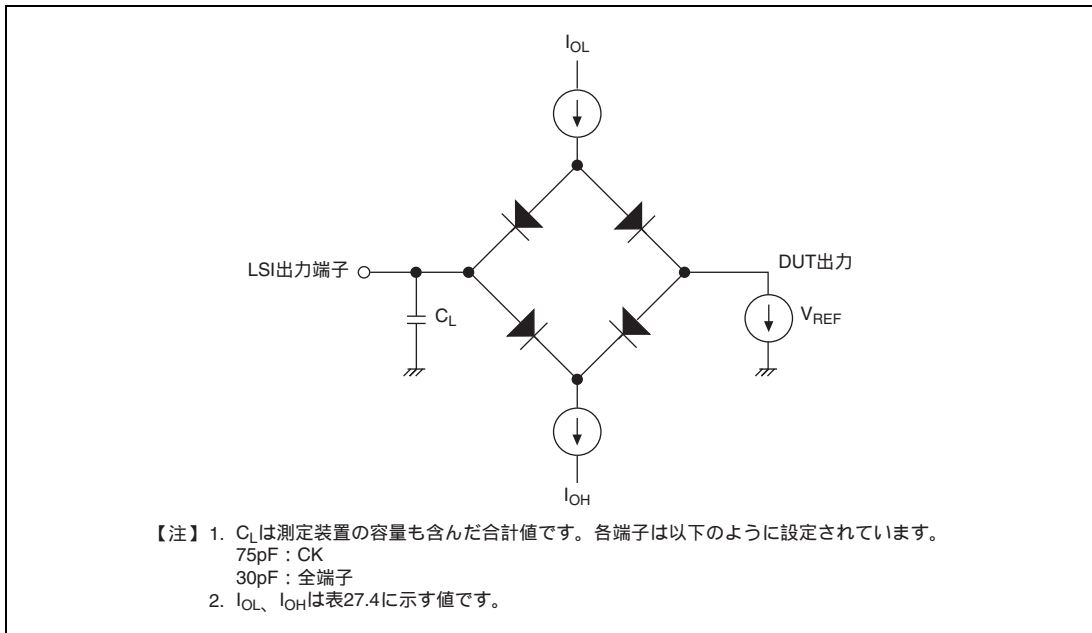 IOL
LSI出力端子
DUT出力
CL
VREF
IOH
【注】1. CLは測定装置の容量も含んだ合計値です。各端子は以下のように設定されています。
75pF:CK
30pF:全端子
2. IOL、IOHは表27.4に示す値です。